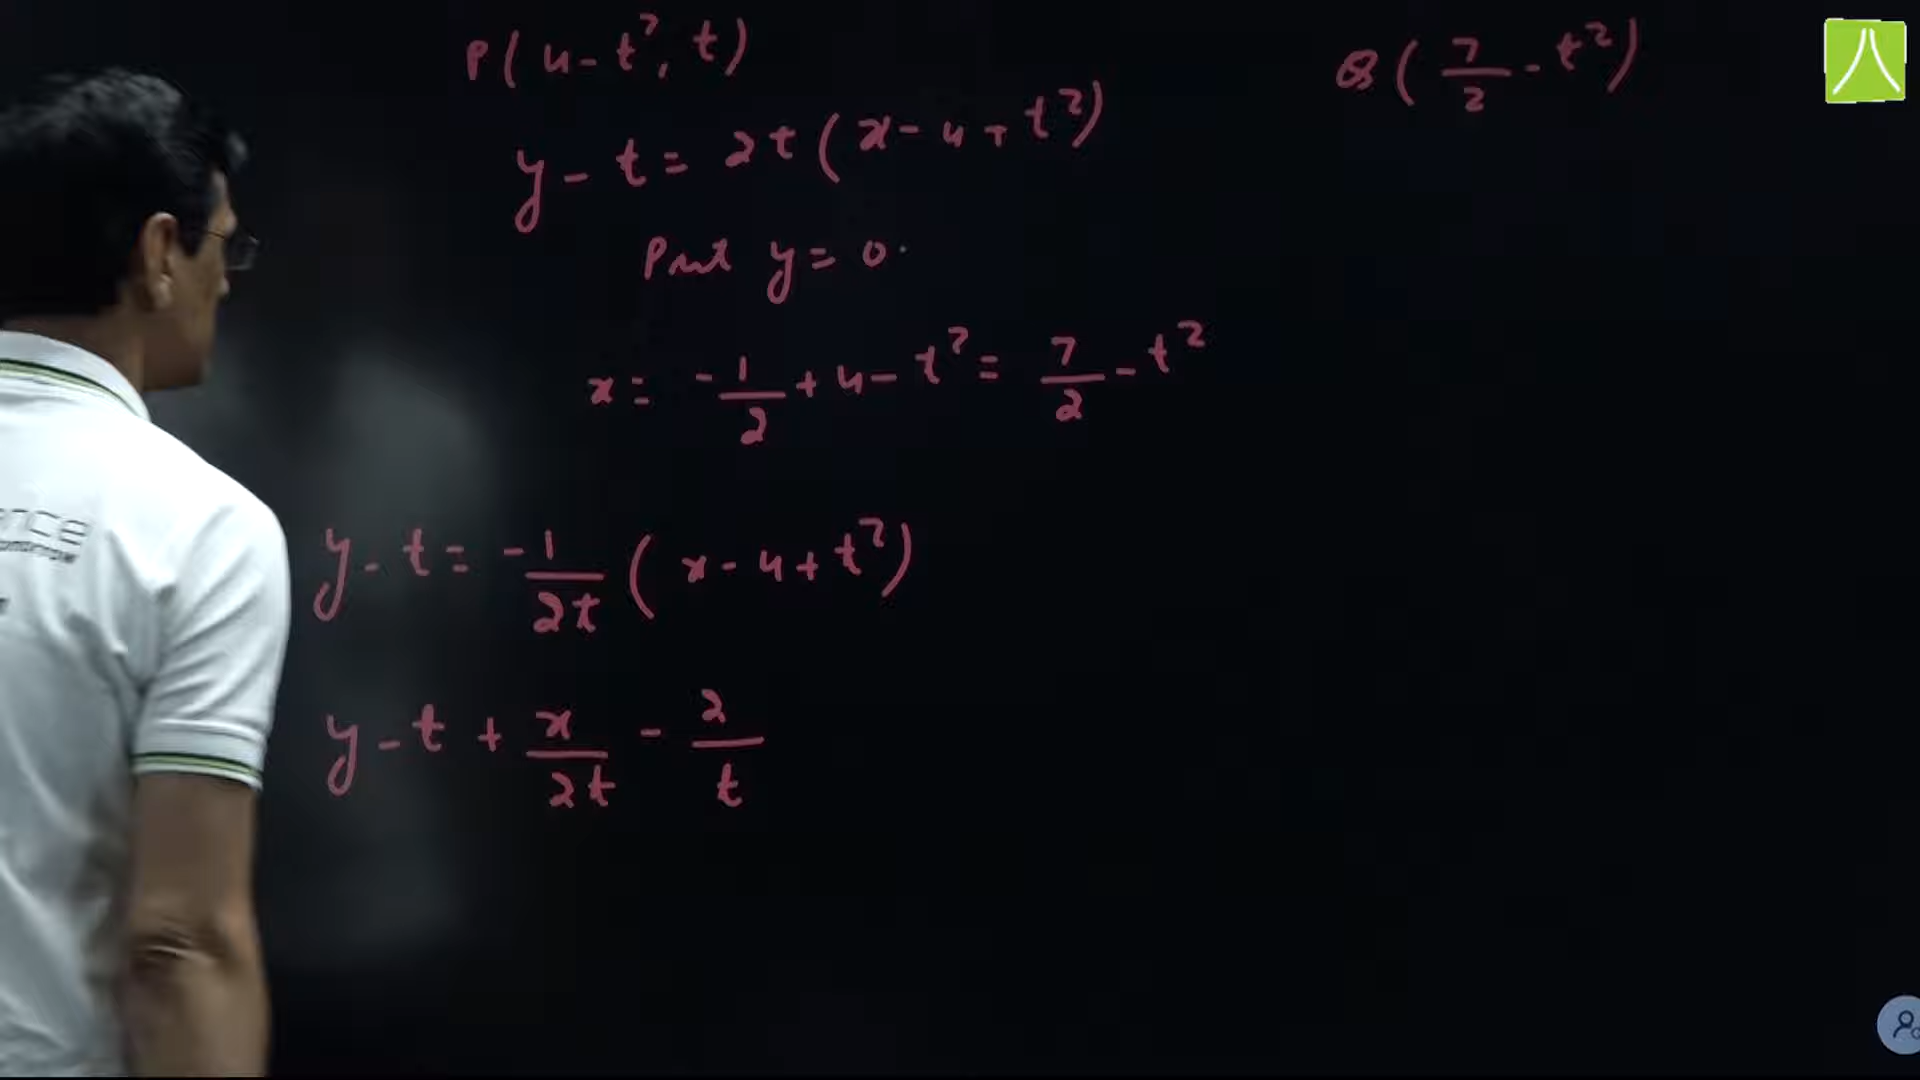 P(4-t², t)
Q(7/2-t²)
y-t=2t(x-4+t²)
Put y=0.
x=-1/2+4-t²=7/2-t²
y-t=-1/2t(x-4+t²)
y-t+x/2t-2/t